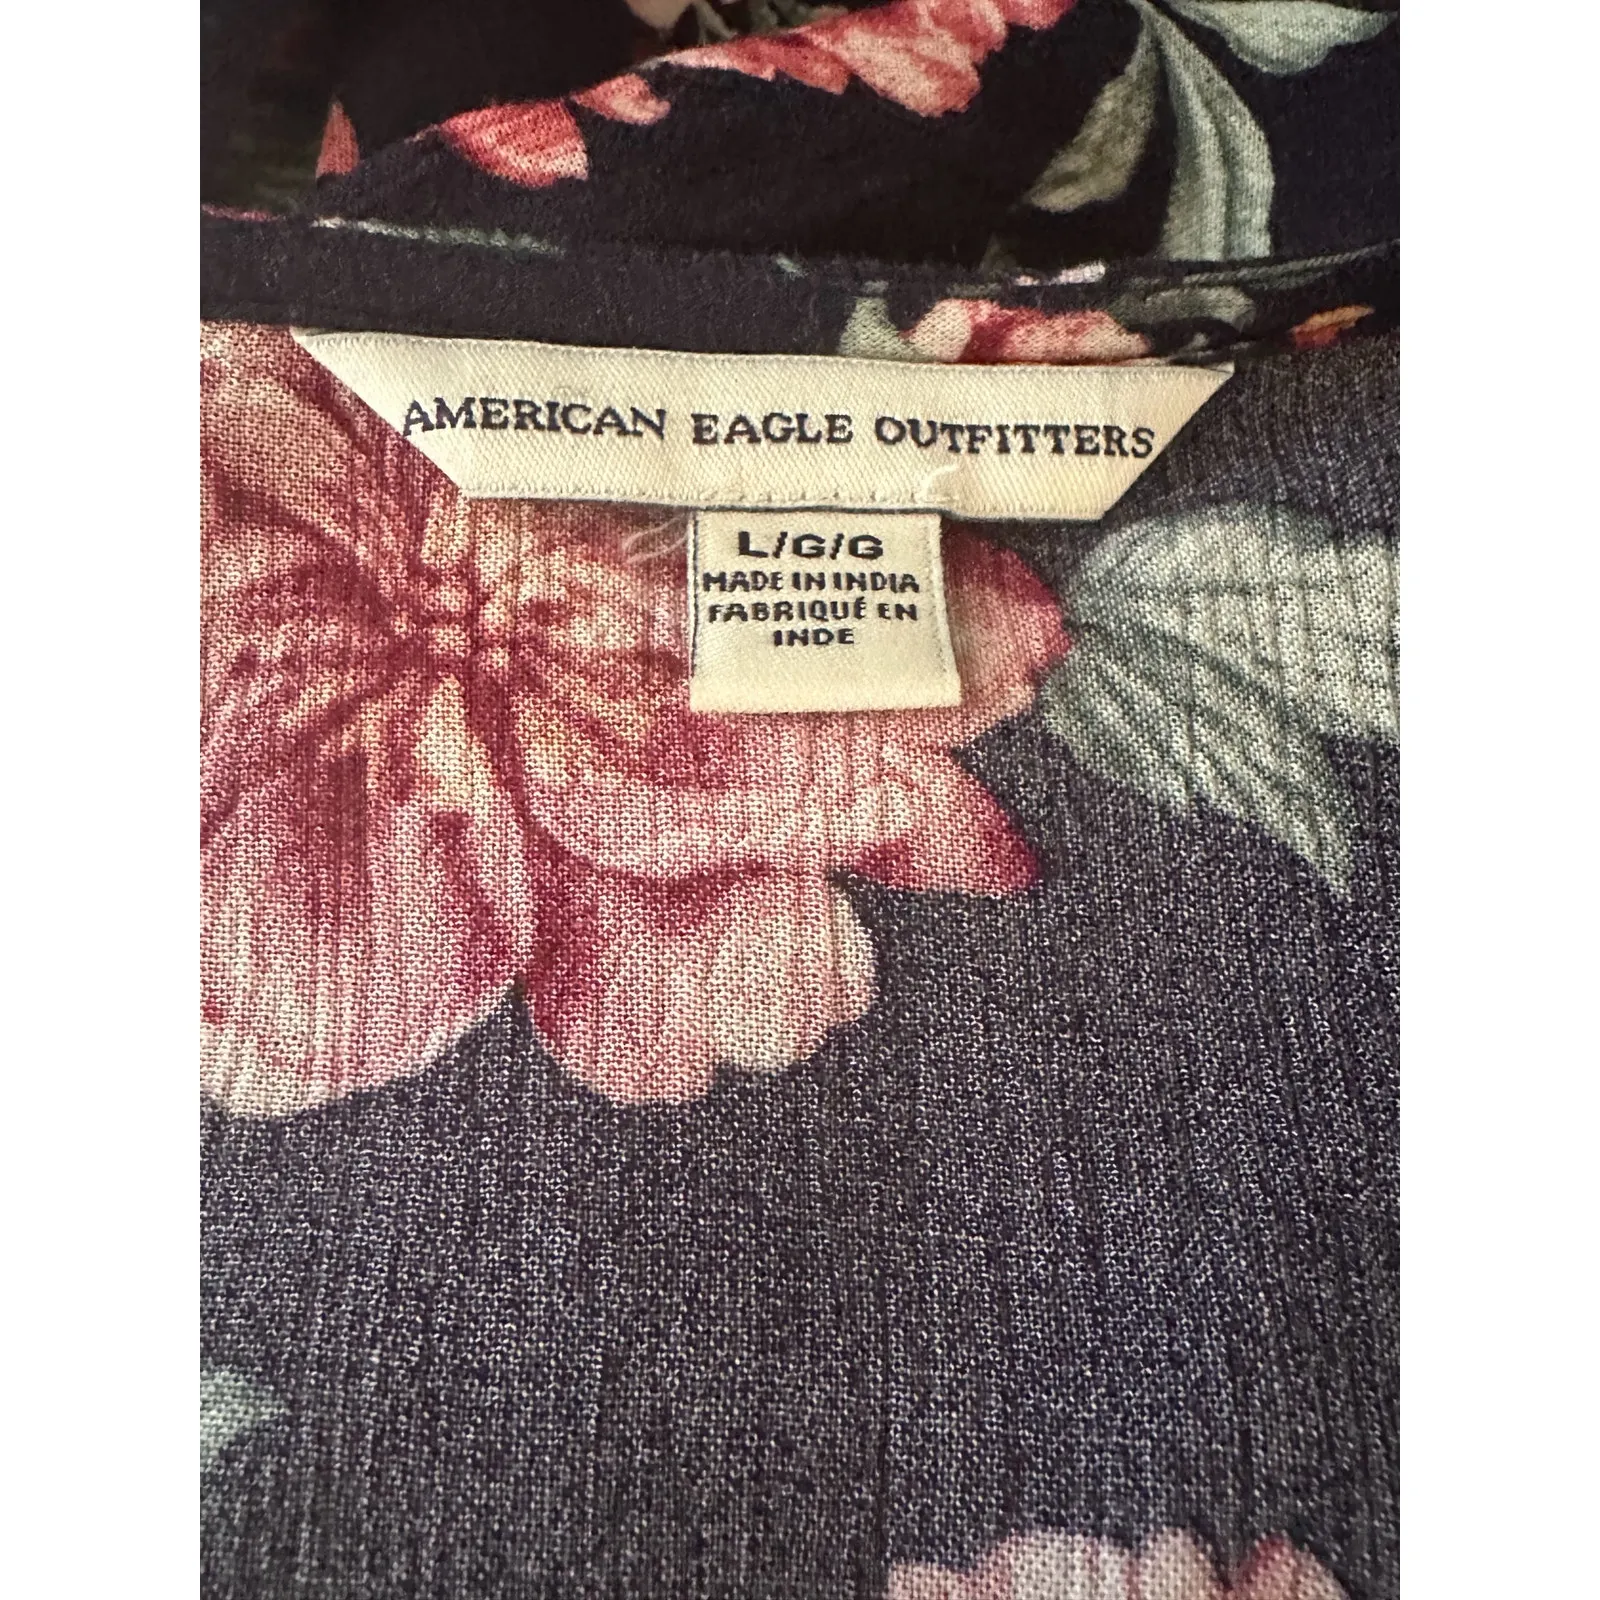 AMERICAN EAGLE OUTFITTERS
L/G/G
MADE IN INDIA
FABRIQUÉ EN
INDE